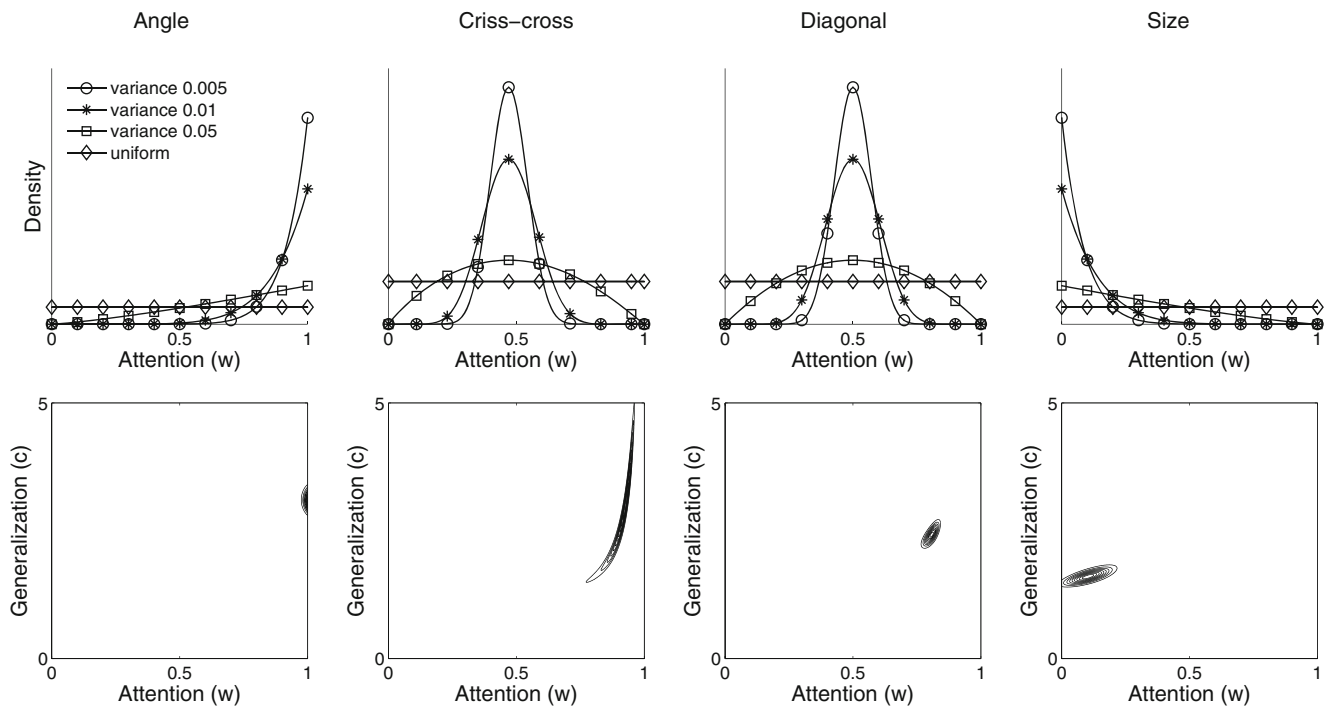 Angle
Criss−cross
Diagonal
Size
variance 0.005
variance 0.01
variance 0.05
uniform
Density
0 0.5 1
0 0.5 1
0 0.5 1
0 0.5 1
Attention (w)
Attention (w)
Attention (w)
Attention (w)
5
5
5
5
Generalization (c)
Generalization (c)
Generalization (c)
Generalization (c)
0
0
0
0
0 0.5 1
0 0.5 1
0 0.5 1
0 0.5 1
Attention (w)
Attention (w)
Attention (w)
Attention (w)